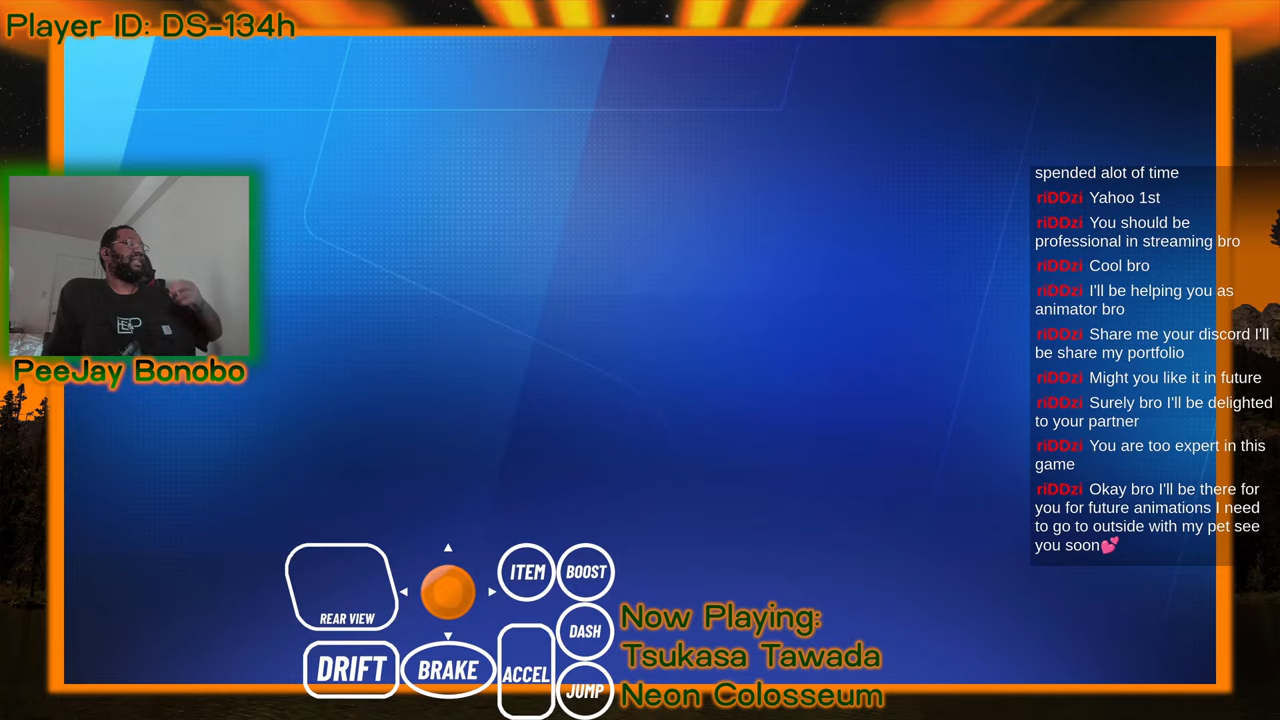 Player ID: DS-134h
spended alot of time
riDDzi Yahoo 1st
riDDzi You should be
professional in streaming bro
riDDzi Cool bro
riDDzi I'll be helping you as
animator bro
riDDzi Share me your discord I'll
be share my portfolio
riDDzi Might you like it in future
riDDzi Surely bro I'll be delighted
to your partner
riDDzi You are too expert in this
game
riDDzi Okay bro I'll be there for
you for future animations I need
to go to outside with my pet see
you soon💕
PeeJay Bonobo
REAR VIEW
ITEM
BOOST
DASH
DRIFT
BRAKE
ACCEL
JUMP
Now Playing:
Tsukasa Tawada
Neon Colosseum